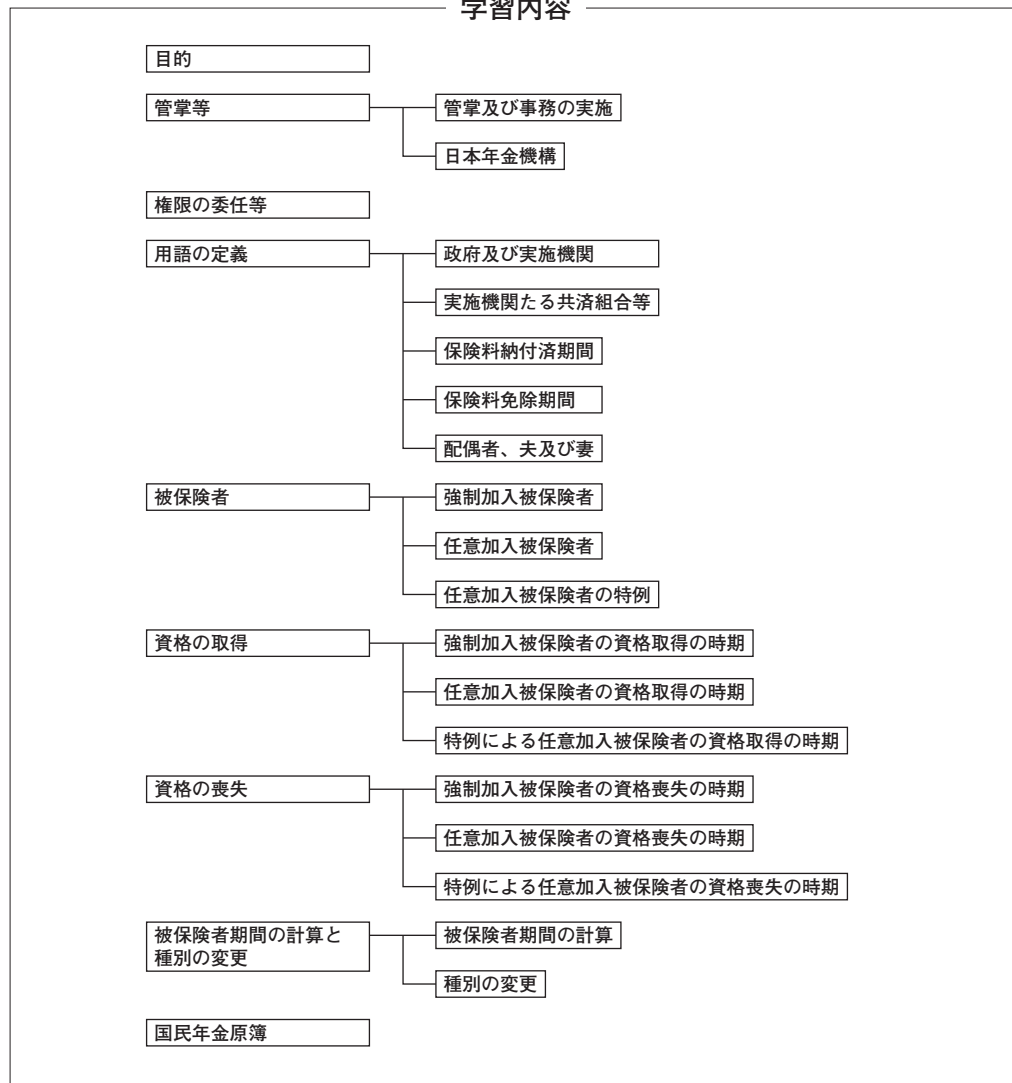 学習内容
目的
管掌等
管掌及び事務の実施
日本年金機構
権限の委任等
用語の定義
政府及び実施機関
実施機関たる共済組合等
保険料納付済期間
保険料免除期間
配偶者、夫及び妻
被保険者
強制加入被保険者
任意加入被保険者
任意加入被保険者の特例
資格の取得
強制加入被保険者の資格取得の時期
任意加入被保険者の資格取得の時期
特例による任意加入被保険者の資格取得の時期
資格の喪失
強制加入被保険者の資格喪失の時期
任意加入被保険者の資格喪失の時期
特例による任意加入被保険者の資格喪失の時期
被保険者期間の計算と
種別の変更
被保険者期間の計算
種別の変更
国民年金原簿